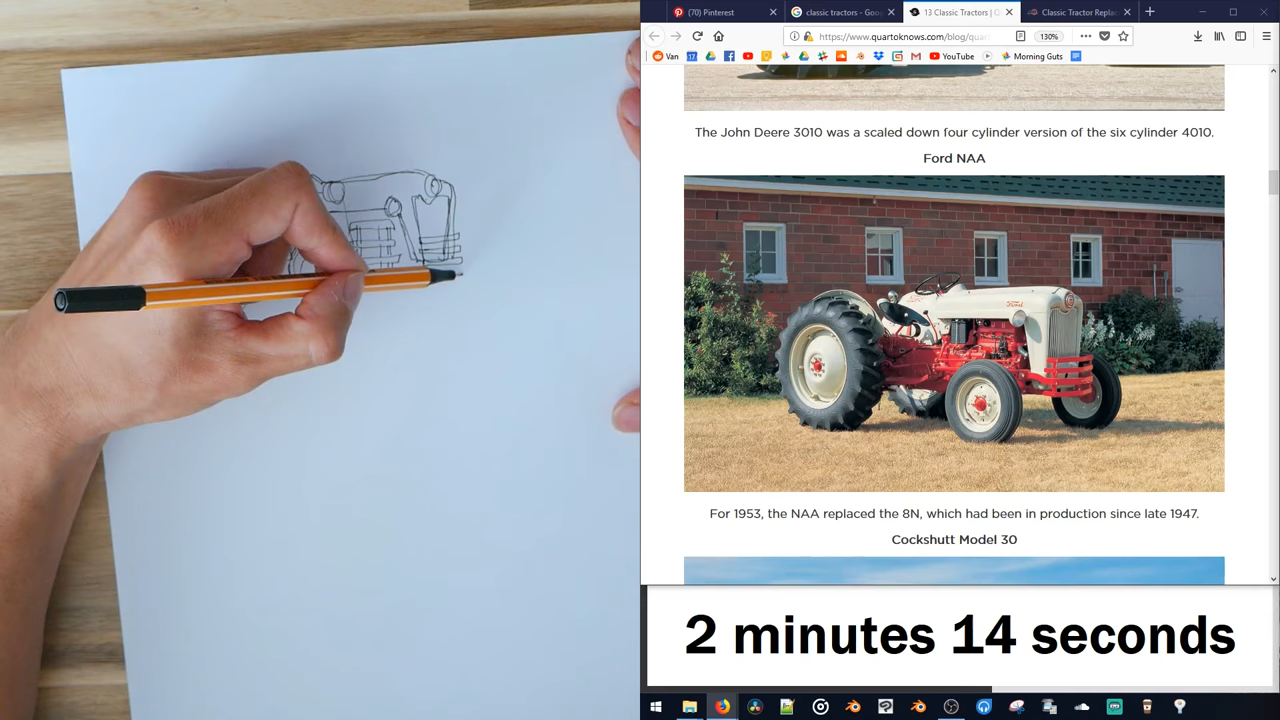 (70) Pinterest
classic tractors - Goo
13 Classic Tractors |
Classic Tractor Repla
https://www.quartoknows.com/blog/quar
130%
Van
17
YouTube
Morning Guts
The John Deere 3010 was a scaled down four cylinder version of the six cylinder 4010.
Ford NAA
Ford
For 1953, the NAA replaced the 8N, which had been in production since late 1947.
Cockshutt Model 30
2 minutes 14 seconds